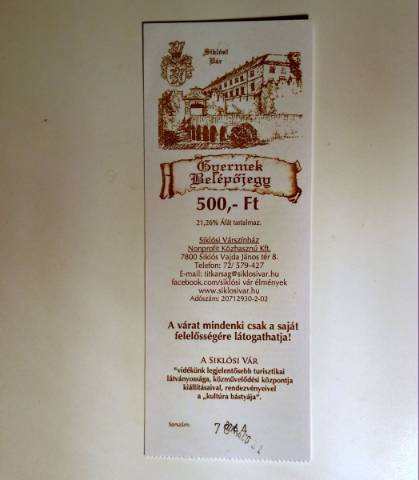 Siklósi
Vár
Gyermek
Belépőjegy
500,- Ft
21,26% Áfát tartalmaz.
Siklósi Várszínház
Nonprofit Közhasznú Kft.
7800 Siklós Vajda János tér 8.
Telefon: 72/ 579-427
E-mail: titkarsag@siklosivar.hu
facebook.com/siklósi vár élmények
www.siklosivar.hu
Adószám: 20712930-2-02
A várat mindenki csak a saját
felelősségére látogathatja!
A SIKLÓSI VÁR
"vidékünk legjelentősebb turisztikai
látványossága, közművelődési központja
kiállításaival, rendezvényeivel
a „kultúra bástyája".
Sorszám: